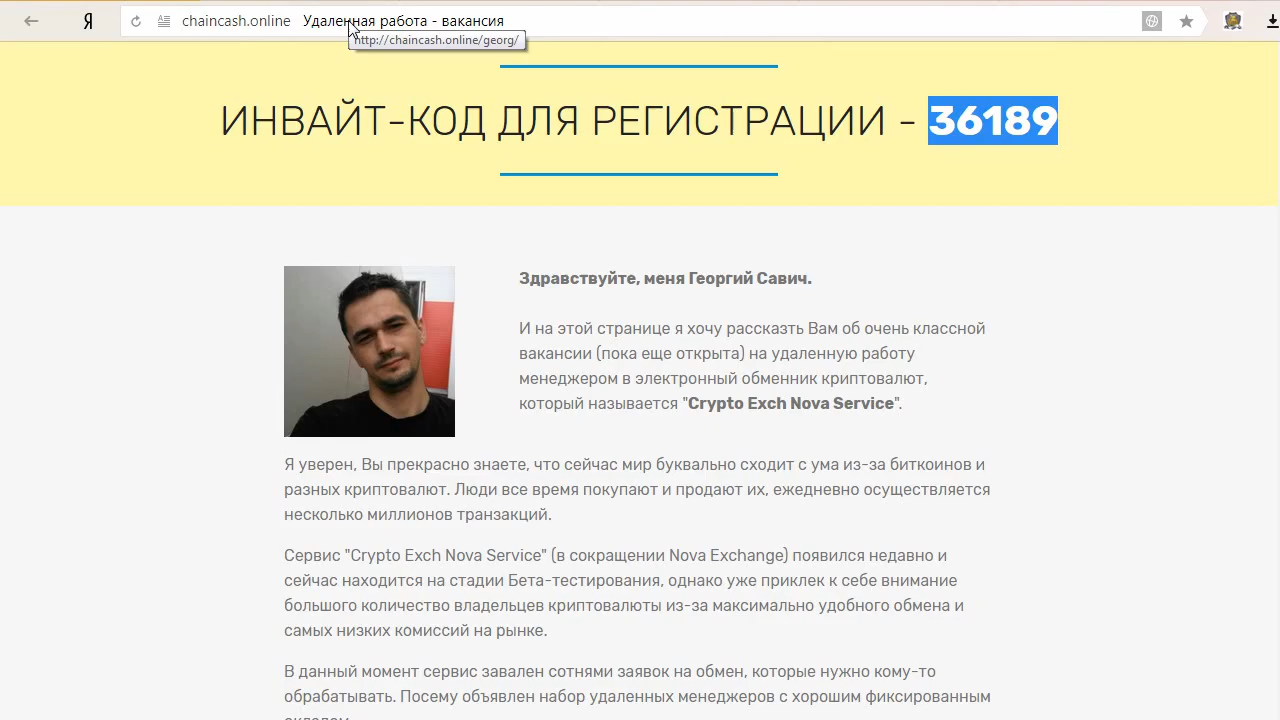 Я
chaincash.online Удаленная работа - вакансия
http://chaincash.online/georg/
ИНВАЙТ-КОД ДЛЯ РЕГИСТРАЦИИ - 36189
Здравствуйте, меня Георгий Савич.
И на этой странице я хочу рассказть Вам об очень классной
вакансии (пока еще открыта) на удаленную работу
менеджером в электронный обменник криптовалют,
который называется "Crypto Exch Nova Service".
Я уверен, Вы прекрасно знаете, что сейчас мир буквально сходит с ума из-за биткоинов и
разных криптовалют. Люди все время покупают и продают их, ежедневно осуществляется
несколько миллионов транзакций.
Сервис "Crypto Exch Nova Service" (в сокращении Nova Exchange) появился недавно и
сейчас находится на стадии Бета-тестирования, однако уже приклек к себе внимание
большого количество владельцев криптовалюты из-за максимально удобного обмена и
самых низких комиссий на рынке.
В данный момент сервис завален сотнями заявок на обмен, которые нужно кому-то
обрабатывать. Посему объявлен набор удаленных менеджеров с хорошим фиксированным